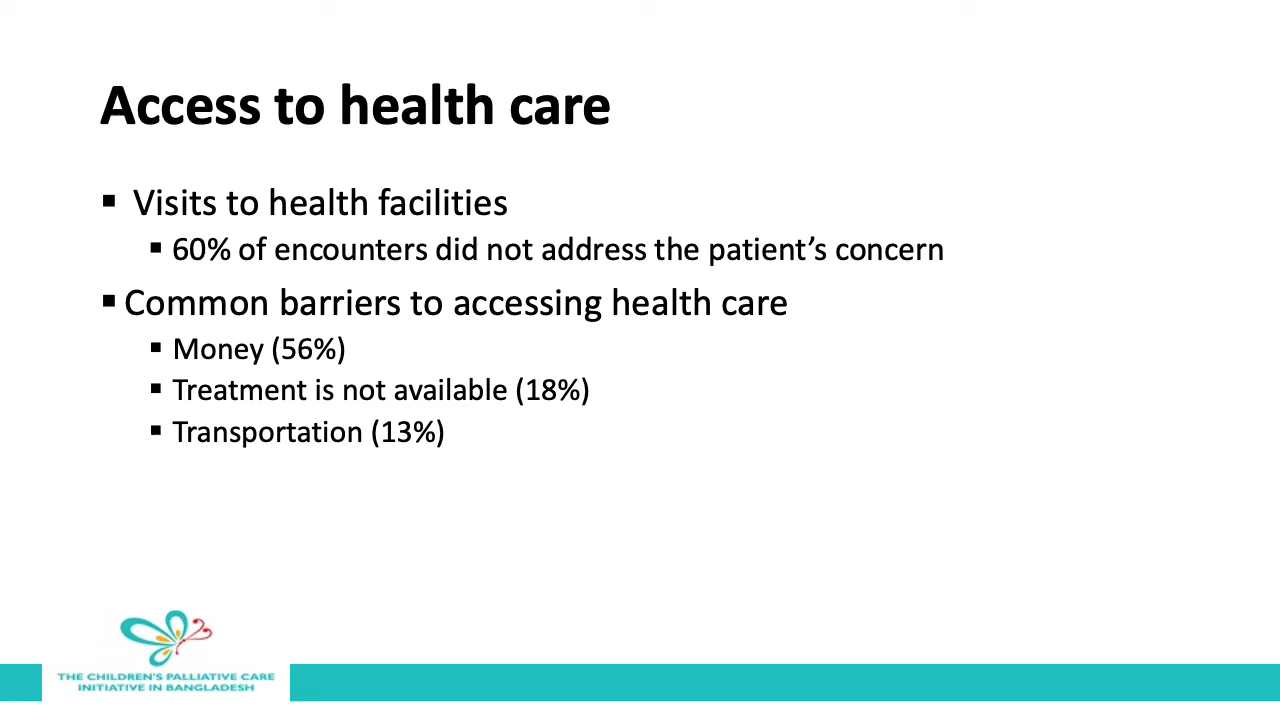 Access to health care
▪ Visits to health facilities
▪ 60% of encounters did not address the patient’s concern
▪ Common barriers to accessing health care
▪ Money (56%)
▪ Treatment is not available (18%)
▪ Transportation (13%)
THE CHILDREN'S PALLIATIVE CARE
INITIATIVE IN BANGLADESH